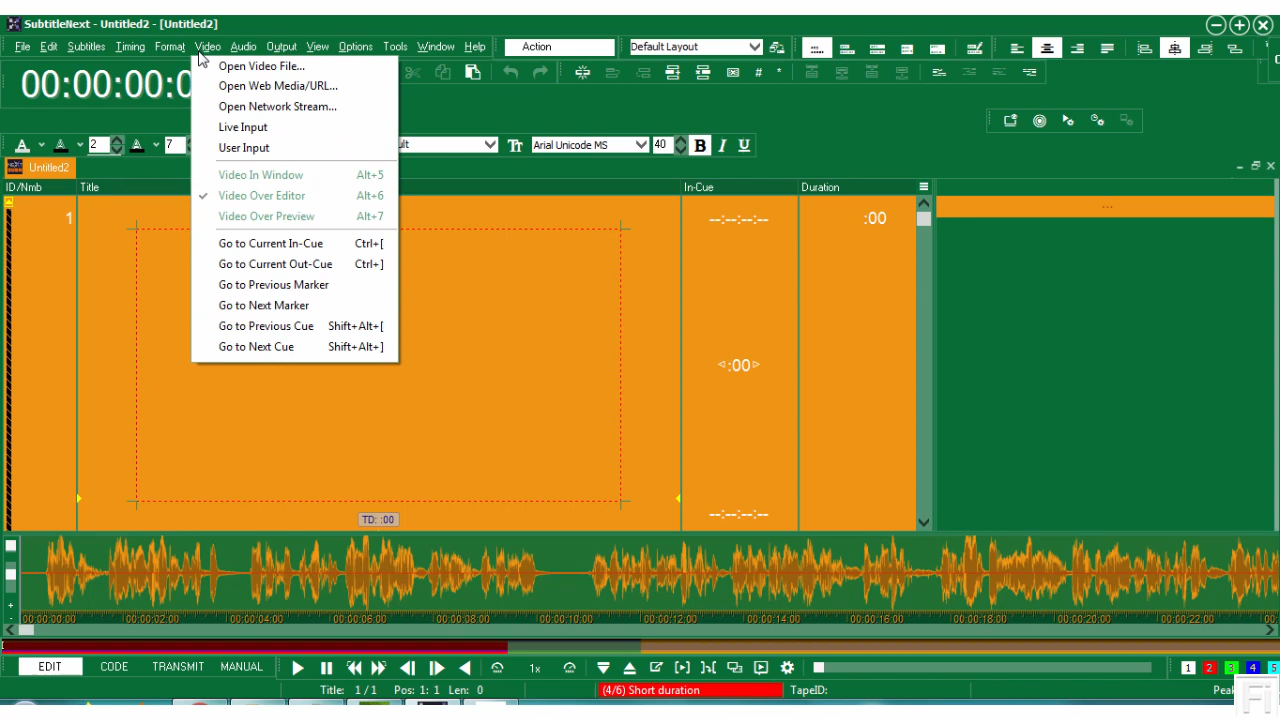 SubtitleNext - Untitled2 - [Untitled2]
File Edit Subtitles Timing Format Video Audio Output View Options Tools Window Help Action Default Layout
00:00:00:0
Open Video File...
Open Web Media/URL...
Open Network Stream...
Live Input
User Input
Video In Window Alt+5
Video Over Editor Alt+6
Video Over Preview Alt+7
Go to Current In-Cue Ctrl+[
Go to Current Out-Cue Ctrl+]
Go to Previous Marker
Go to Next Marker
Go to Previous Cue Shift+Alt+[
Go to Next Cue Shift+Alt+]
A A 2 A 7 ult Tr Arial Unicode MS 40 B I U
Untitled2
ID/Nmb Title In-Cue Duration
1 --:--:--:-- :00 ...
:00
--:--:--:--
TD: :00
00:00:00:00 00:00:02:00 00:00:04:00 00:00:06:00 00:00:08:00 00:00:10:00 00:00:12:00 00:00:14:00 00:00:16:00 00:00:18:00 00:00:20:00 00:00:22:00 00:
EDIT CODE TRANSMIT MANUAL 1x 1 2 3 4 5
Title: 1 / 1 Pos: 1: 1 Len: 0 (4/6) Short duration TapeID: Peak
Fi